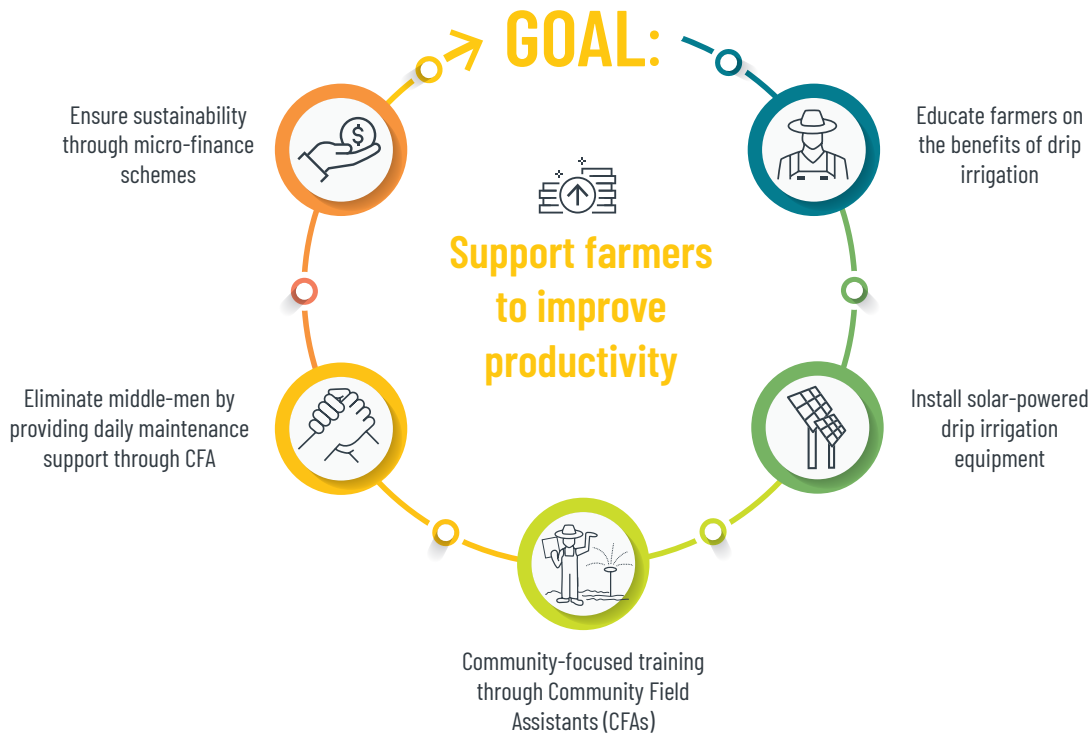 GOAL:
Support farmers
to improve
productivity
Educate farmers on
the benefits of drip
irrigation
Install solar-powered
drip irrigation
equipment
Community-focused training
through Community Field
Assistants (CFAs)
Eliminate middle-men by
providing daily maintenance
support through CFA
Ensure sustainability
through micro-finance
schemes
$